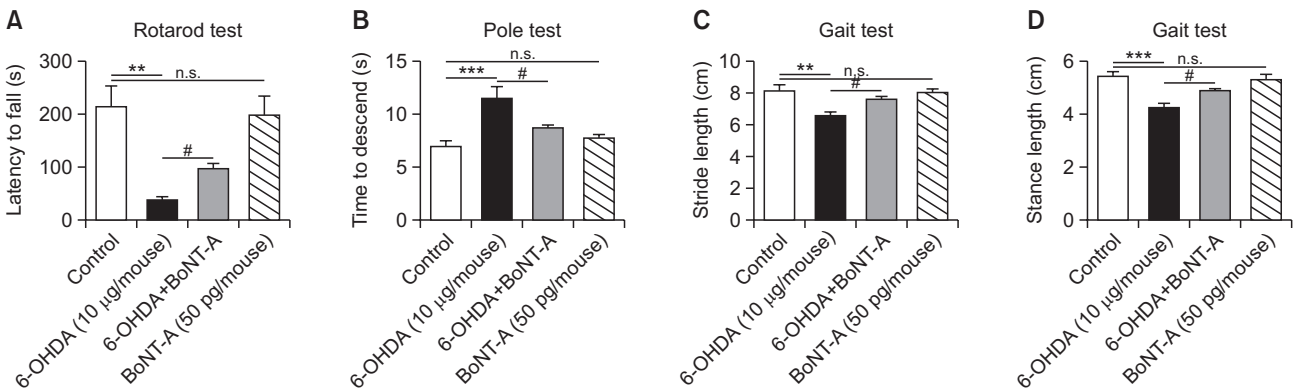 A
Rotarod test
Latency to fall (s)
300
200
100
0
**
n.s.
#
Control
6-OHDA (10 μg/mouse)
6-OHDA+BoNT-A
BoNT-A (50 pg/mouse)
B
Pole test
Time to descend (s)
15
10
5
0
n.s.
***
#
Control
6-OHDA (10 μg/mouse)
6-OHDA+BoNT-A
BoNT-A (50 pg/mouse)
C
Gait test
Stride length (cm)
10
8
6
4
2
0
**
n.s.
#
Control
6-OHDA (10 μg/mouse)
6-OHDA+BoNT-A
BoNT-A (50 pg/mouse)
D
Gait test
Stance length (cm)
6
4
2
0
***
n.s.
#
Control
6-OHDA (10 μg/mouse)
6-OHDA+BoNT-A
BoNT-A (50 pg/mouse)